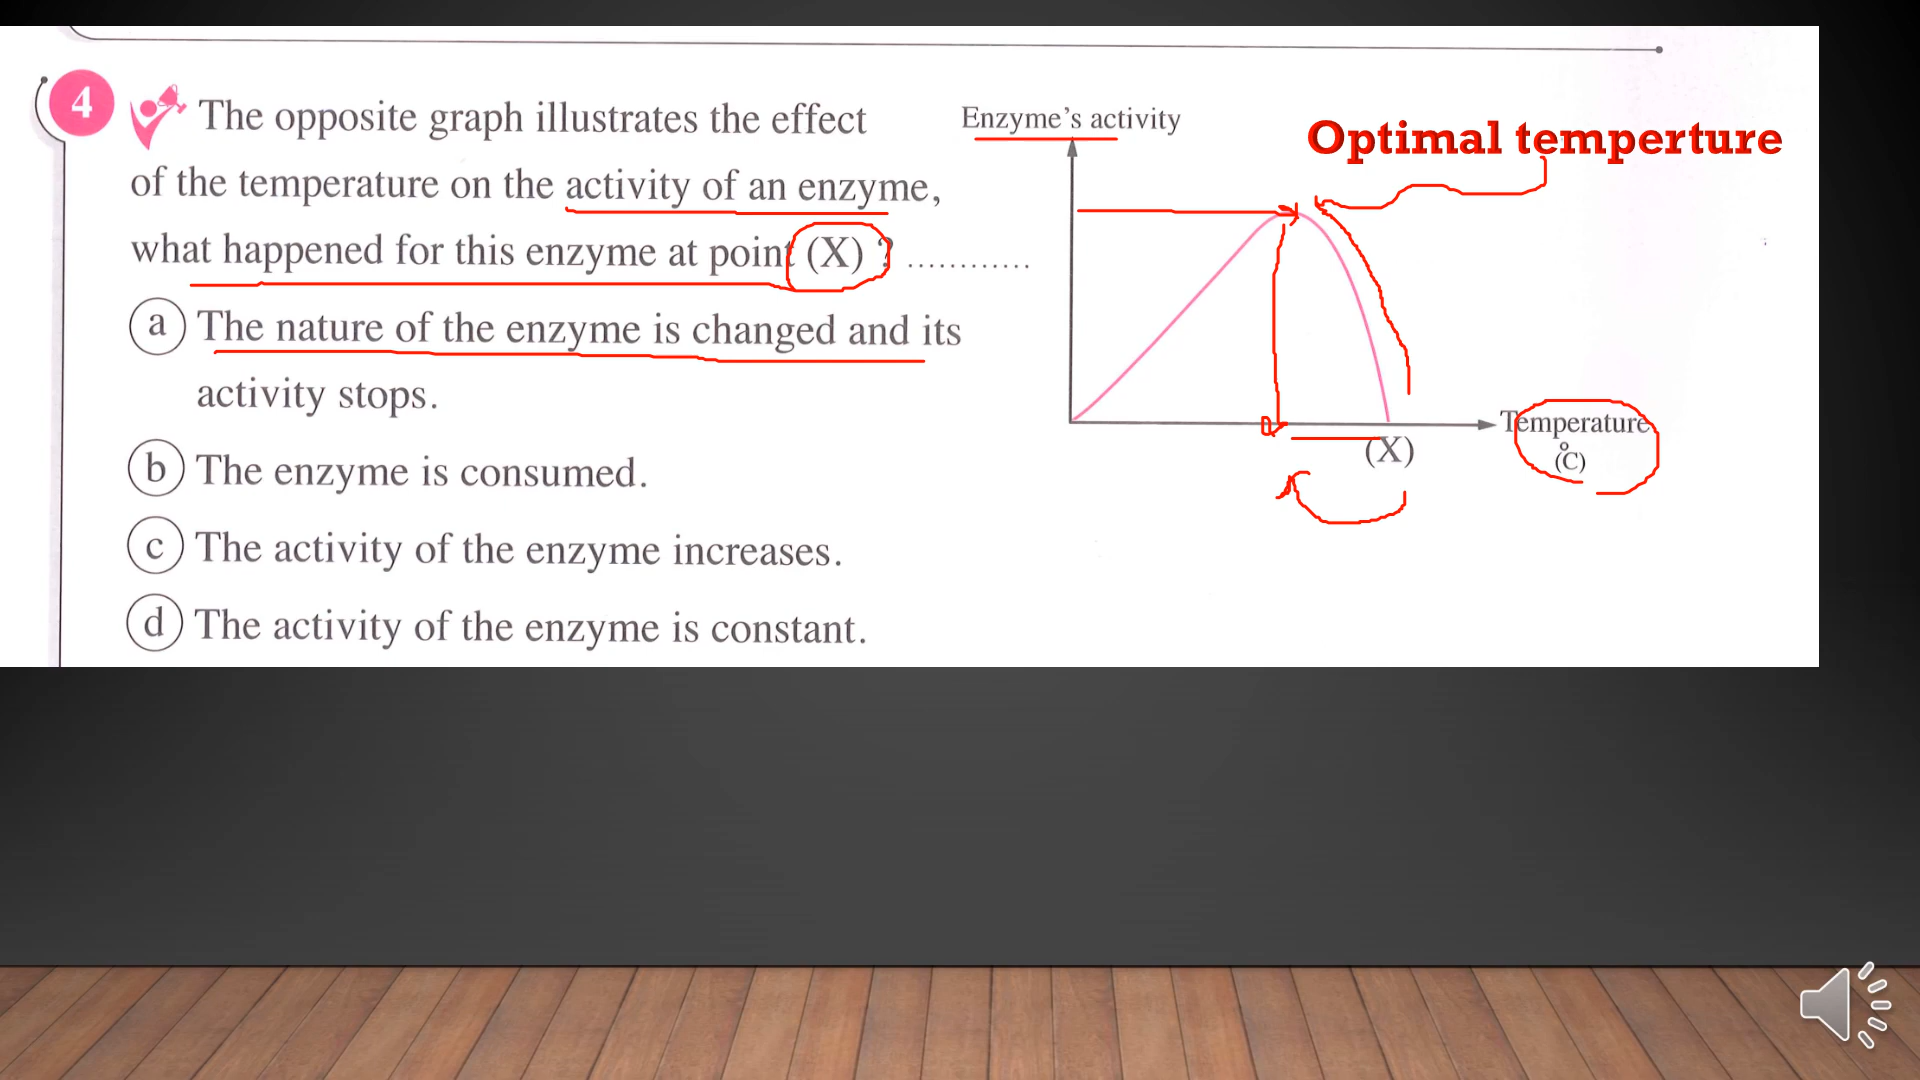 4
The opposite graph illustrates the effect
of the temperature on the activity of an enzyme,
what happened for this enzyme at point (X) ? ............
a The nature of the enzyme is changed and its
activity stops.
b The enzyme is consumed.
c The activity of the enzyme increases.
d The activity of the enzyme is constant.
Enzyme's activity
Optimal temperture
(X)
Temperature
(°C)